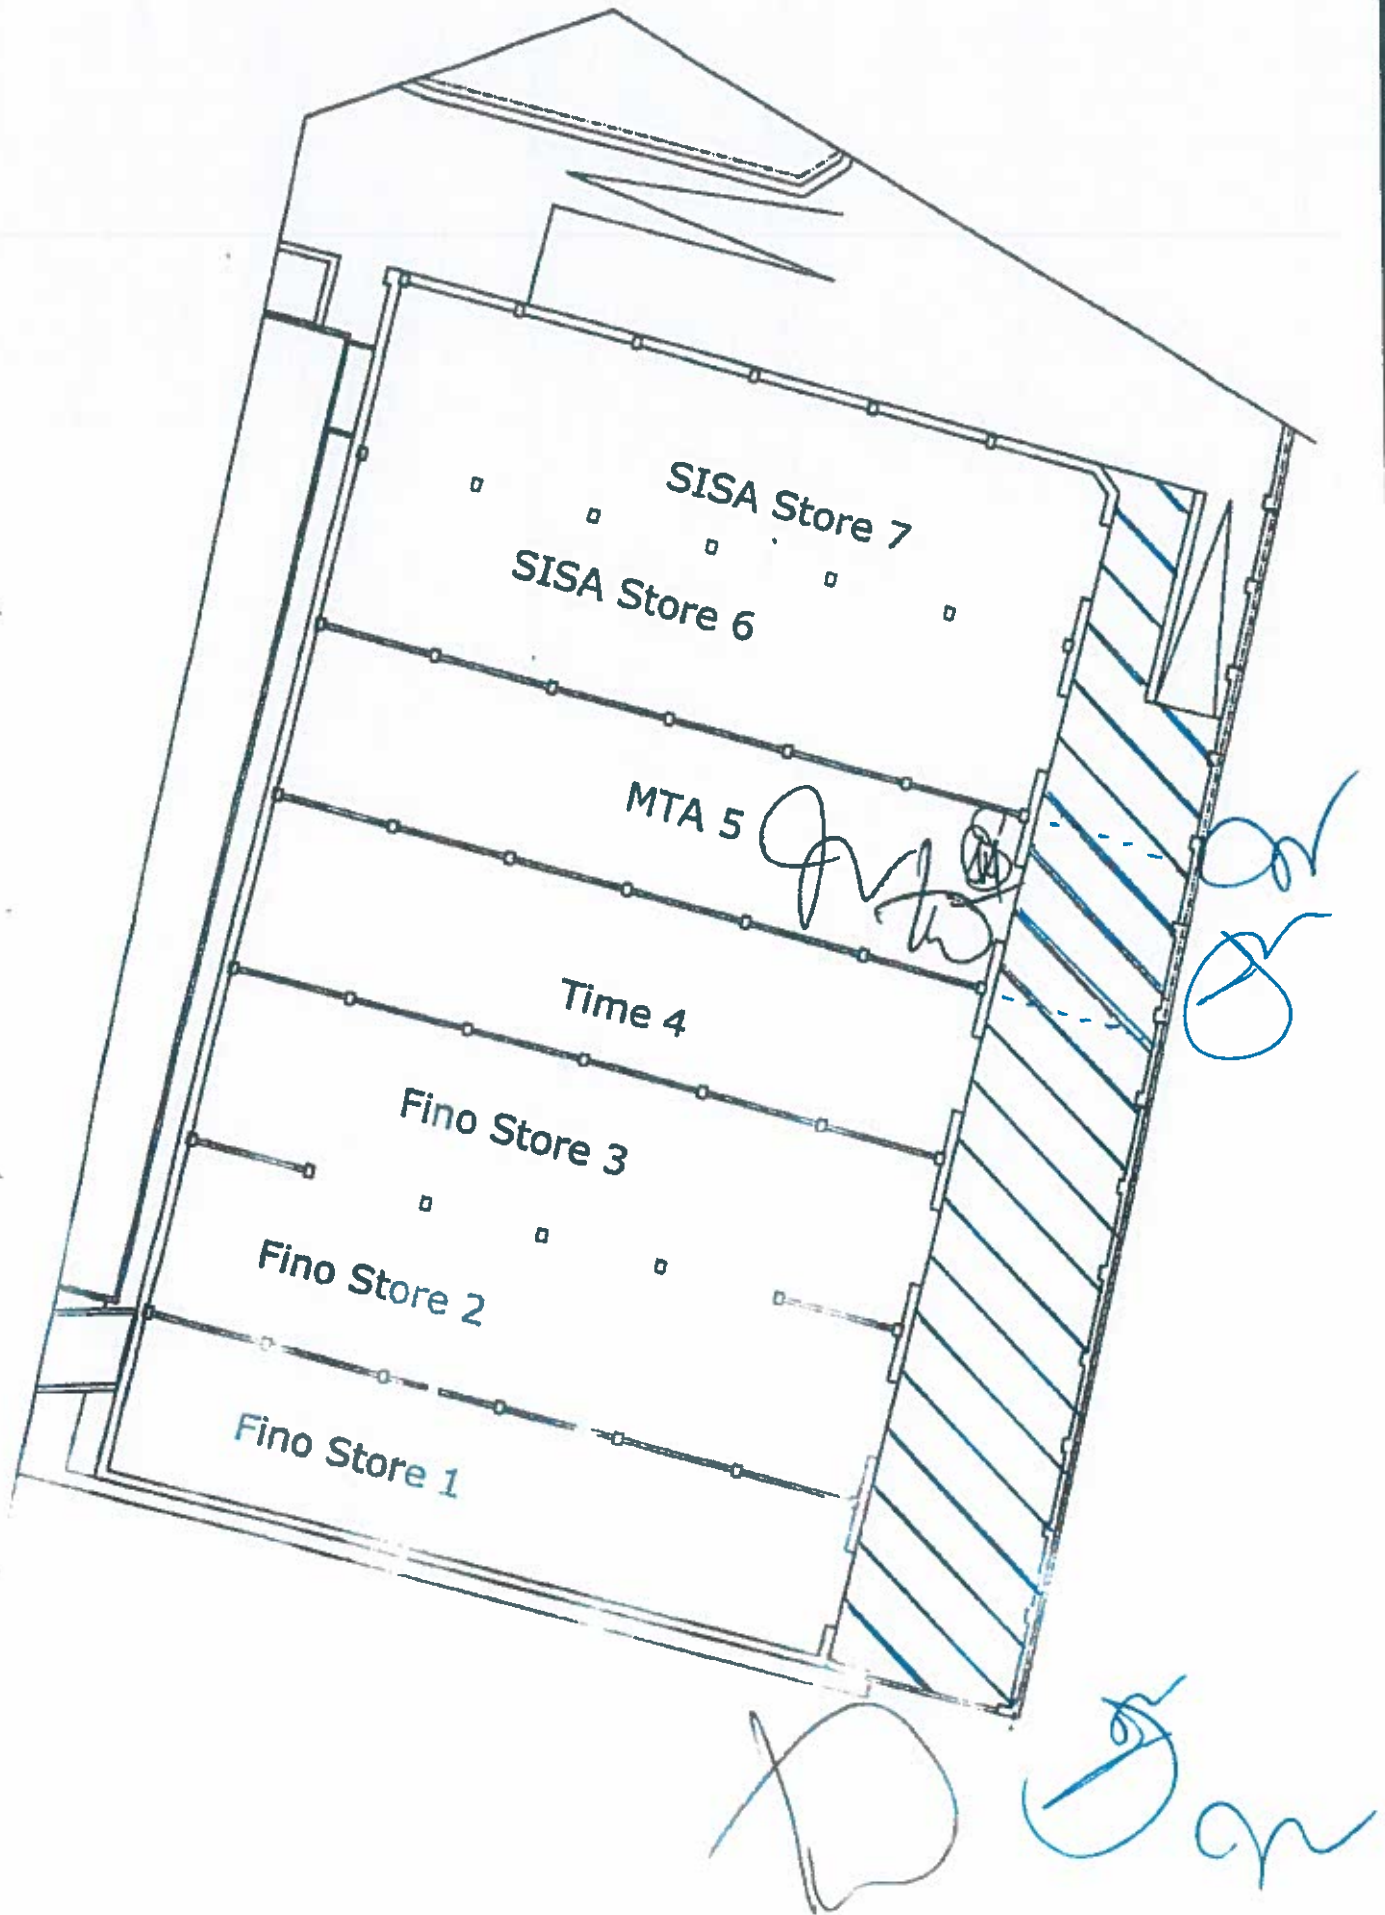 SISA Store 7
SISA Store 6
MTA 5
Time 4
Fino Store 3
Fino Store 2
Fino Store 1